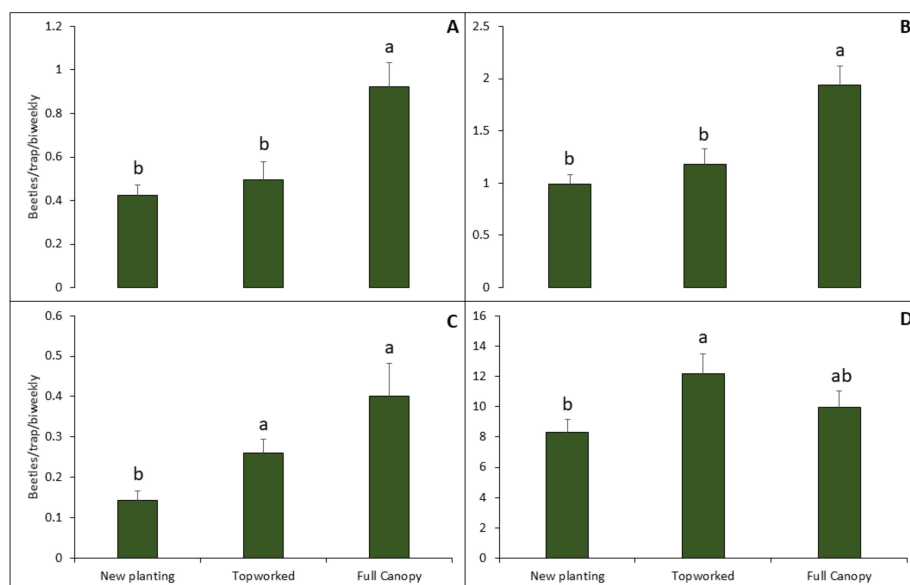 A
Beetles/trap/biweekly
1.2
1
0.8
0.6
0.4
0.2
0
b
b
a
B
2.5
2
1.5
1
0.5
0
b
b
a
C
Beetles/trap/biweekly
0.6
0.5
0.4
0.3
0.2
0.1
0
b
a
a
New planting Topworked Full Canopy
D
16
14
12
10
8
6
4
2
0
b
a
ab
New planting Topworked Full Canopy